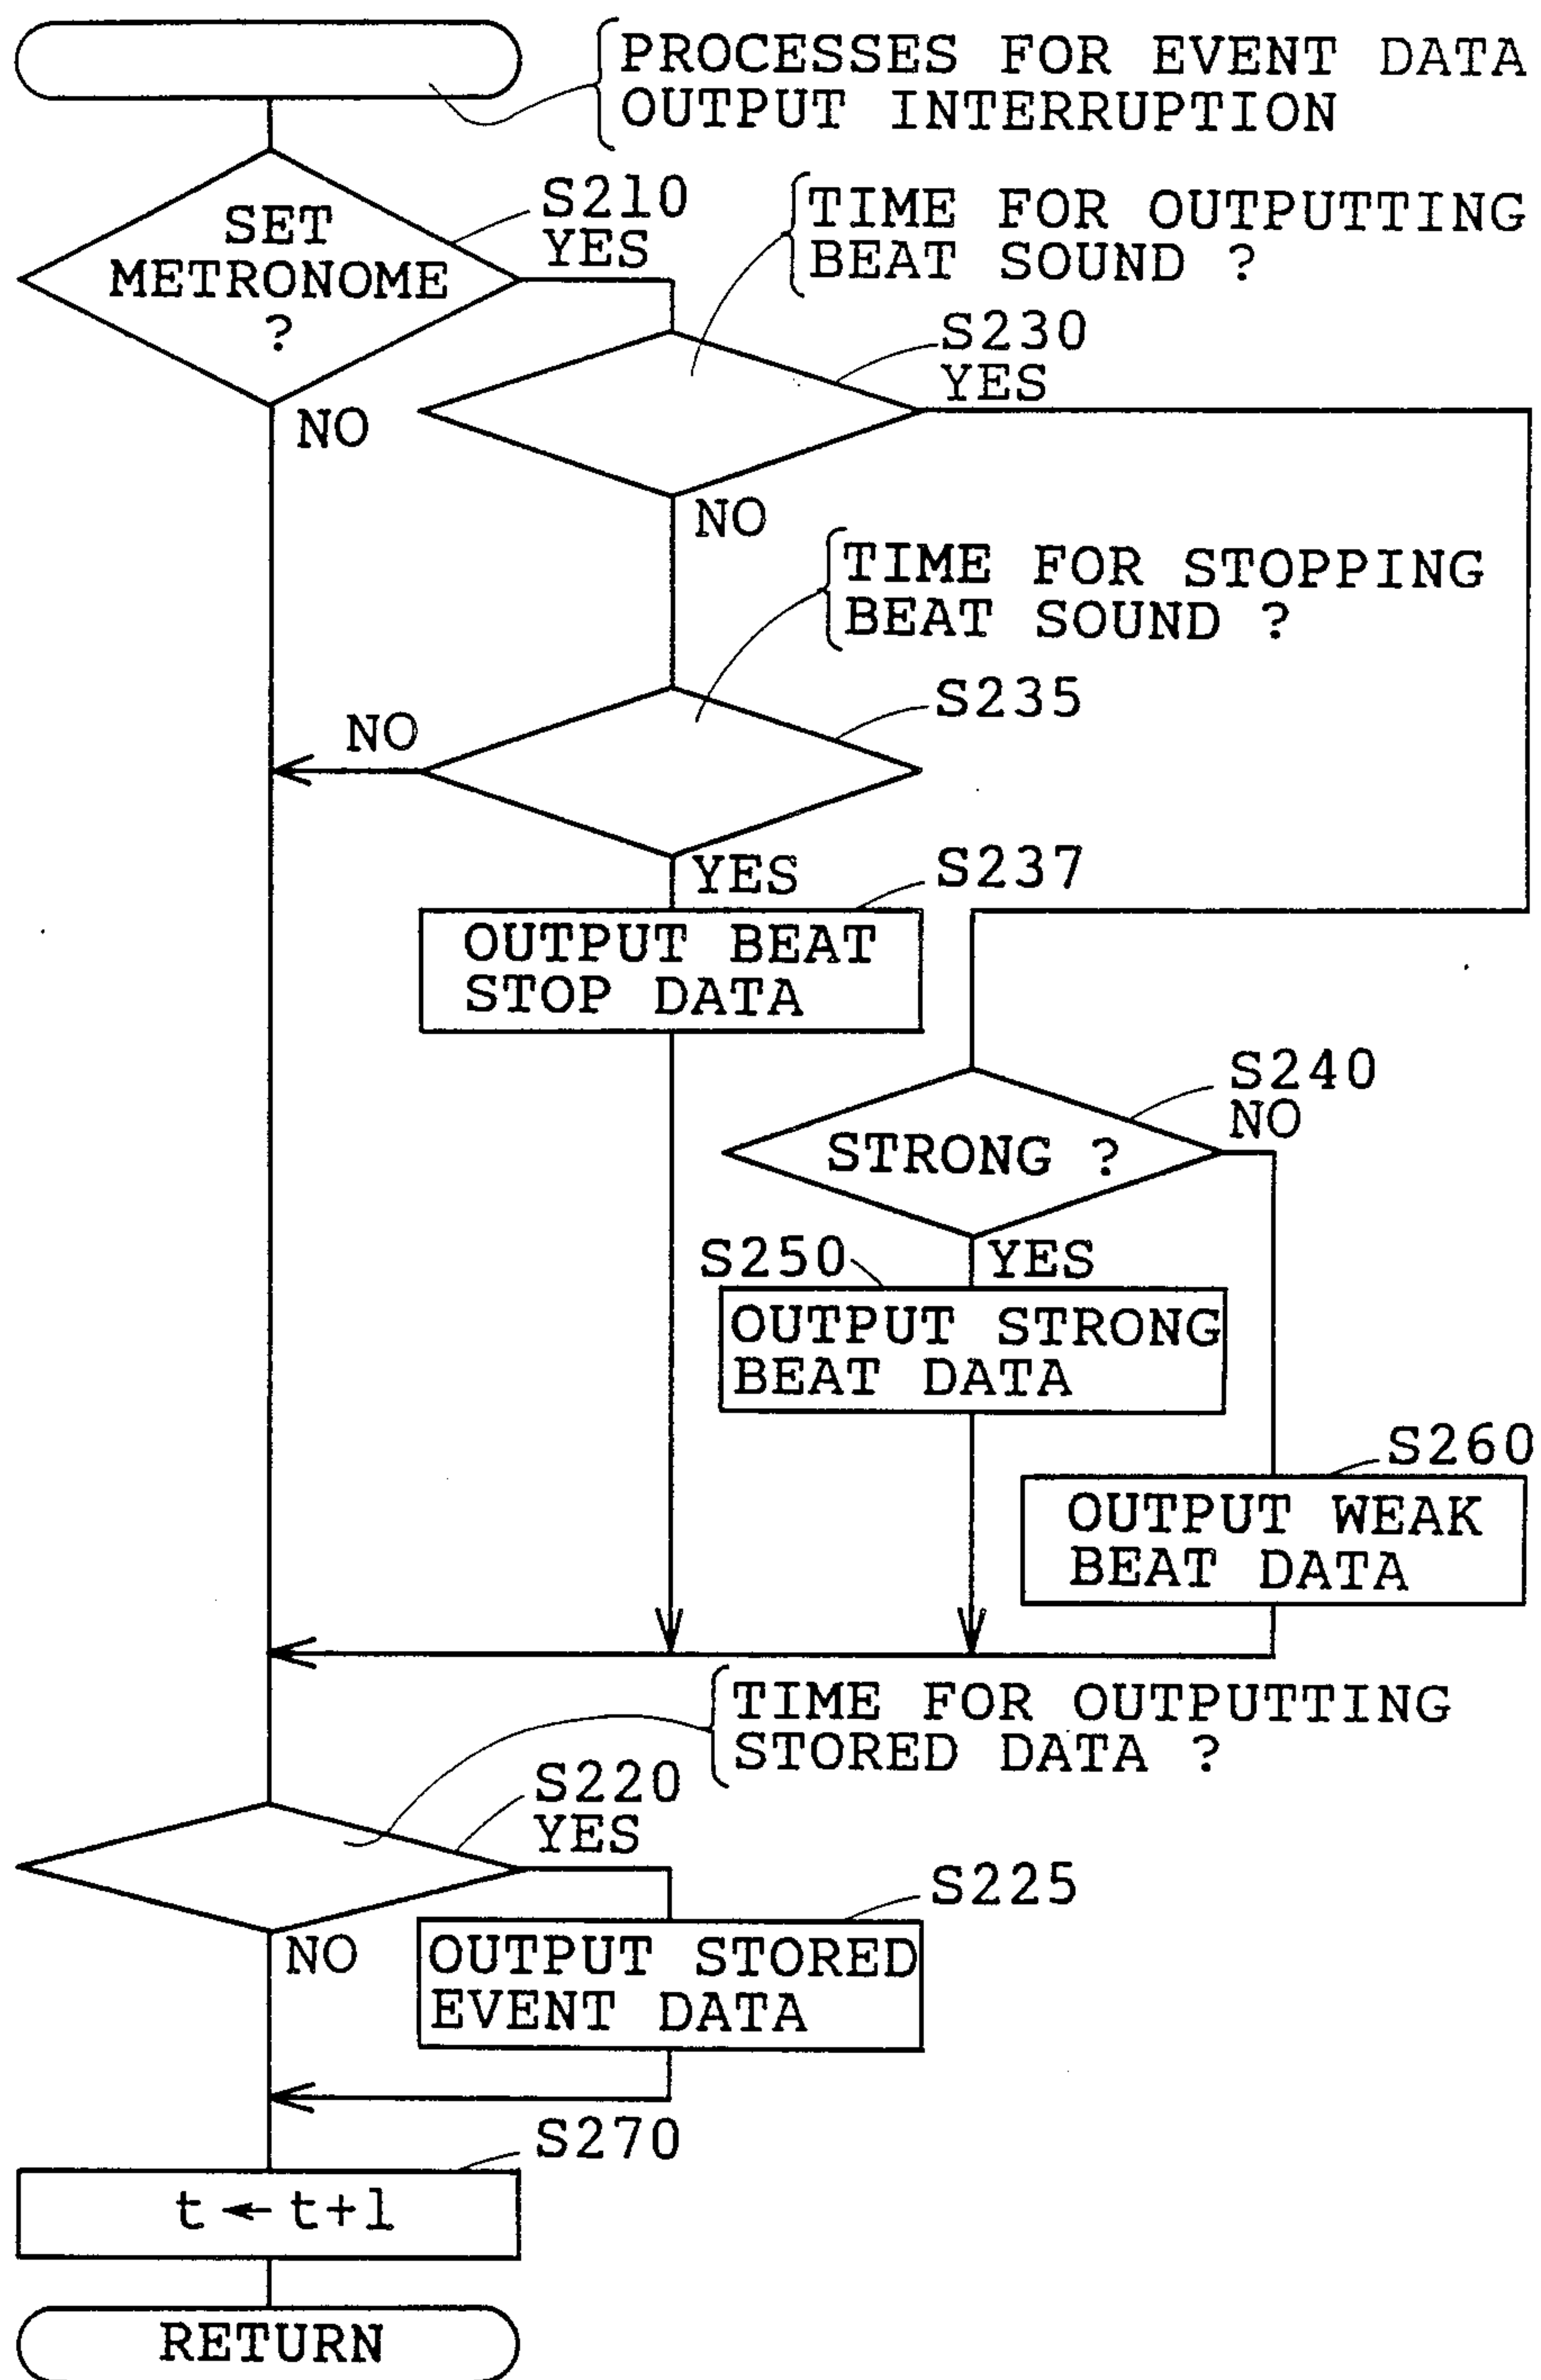 PROCESSES FOR EVENT DATA
OUTPUT INTERRUPTION
SET
METRONOME
?
S210
YES
NO
TIME FOR OUTPUTTING
BEAT SOUND ?
S230
YES
NO
TIME FOR STOPPING
BEAT SOUND ?
S235
NO
YES
S237
OUTPUT BEAT
STOP DATA
S240
NO
STRONG ?
YES
S250
OUTPUT STRONG
BEAT DATA
S260
OUTPUT WEAK
BEAT DATA
TIME FOR OUTPUTTING
STORED DATA ?
S220
YES
NO
S225
OUTPUT STORED
EVENT DATA
S270
t ← t+1
RETURN